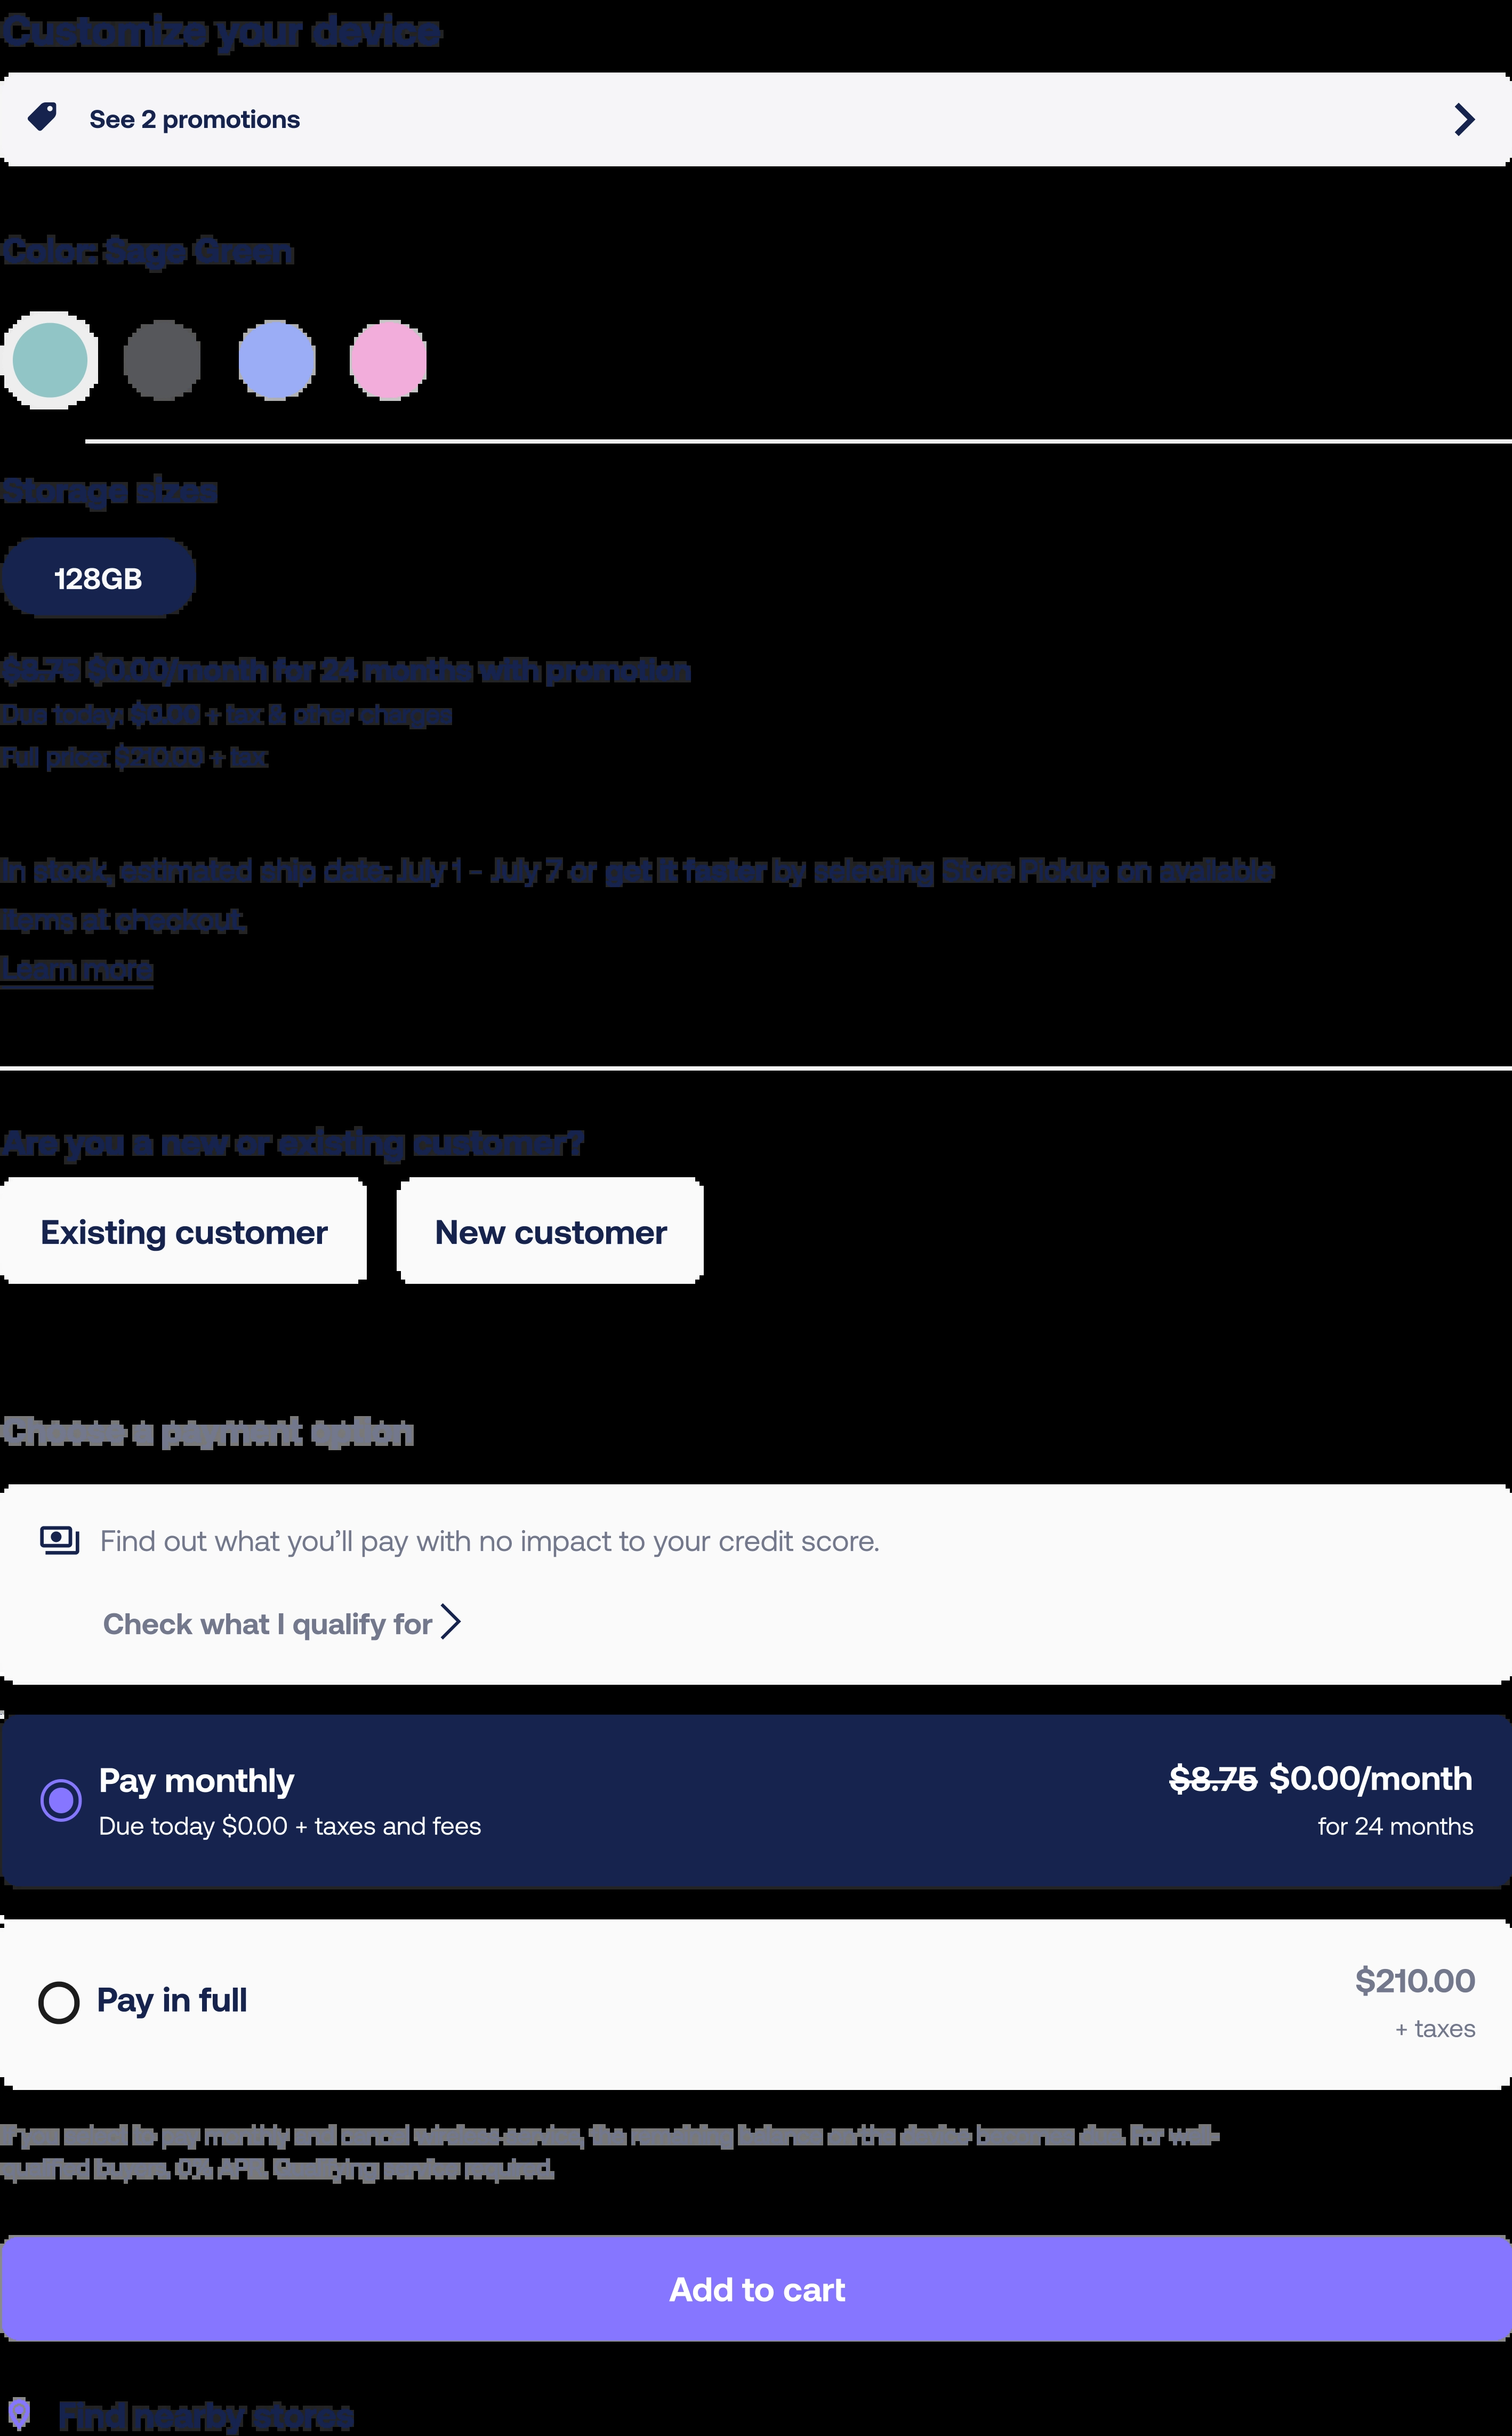 Customize your device
See 2 promotions
Color: Sage Green
Storage sizes
128GB
$8.75 $0.00/month for 24 months with promotion
Due today: $0.00 + tax & other charges
Full price: $210.00 + tax
In stock, estimated ship date: July 1 - July 7 or get it faster by selecting Store Pickup on available
items at checkout.
Learn more
Are you a new or existing customer?
Existing customer
New customer
Choose a payment option
Find out what you’ll pay with no impact to your credit score.
Check what I qualify for
Pay monthly
$8.75 $0.00/month
Due today $0.00 + taxes and fees
for 24 months
Pay in full
$210.00
+ taxes
If you select to pay monthly and cancel wireless service, the remaining balance on the device becomes due. For well-
qualified buyers. 0% APR. Qualifying service required.
Add to cart
Find nearby stores